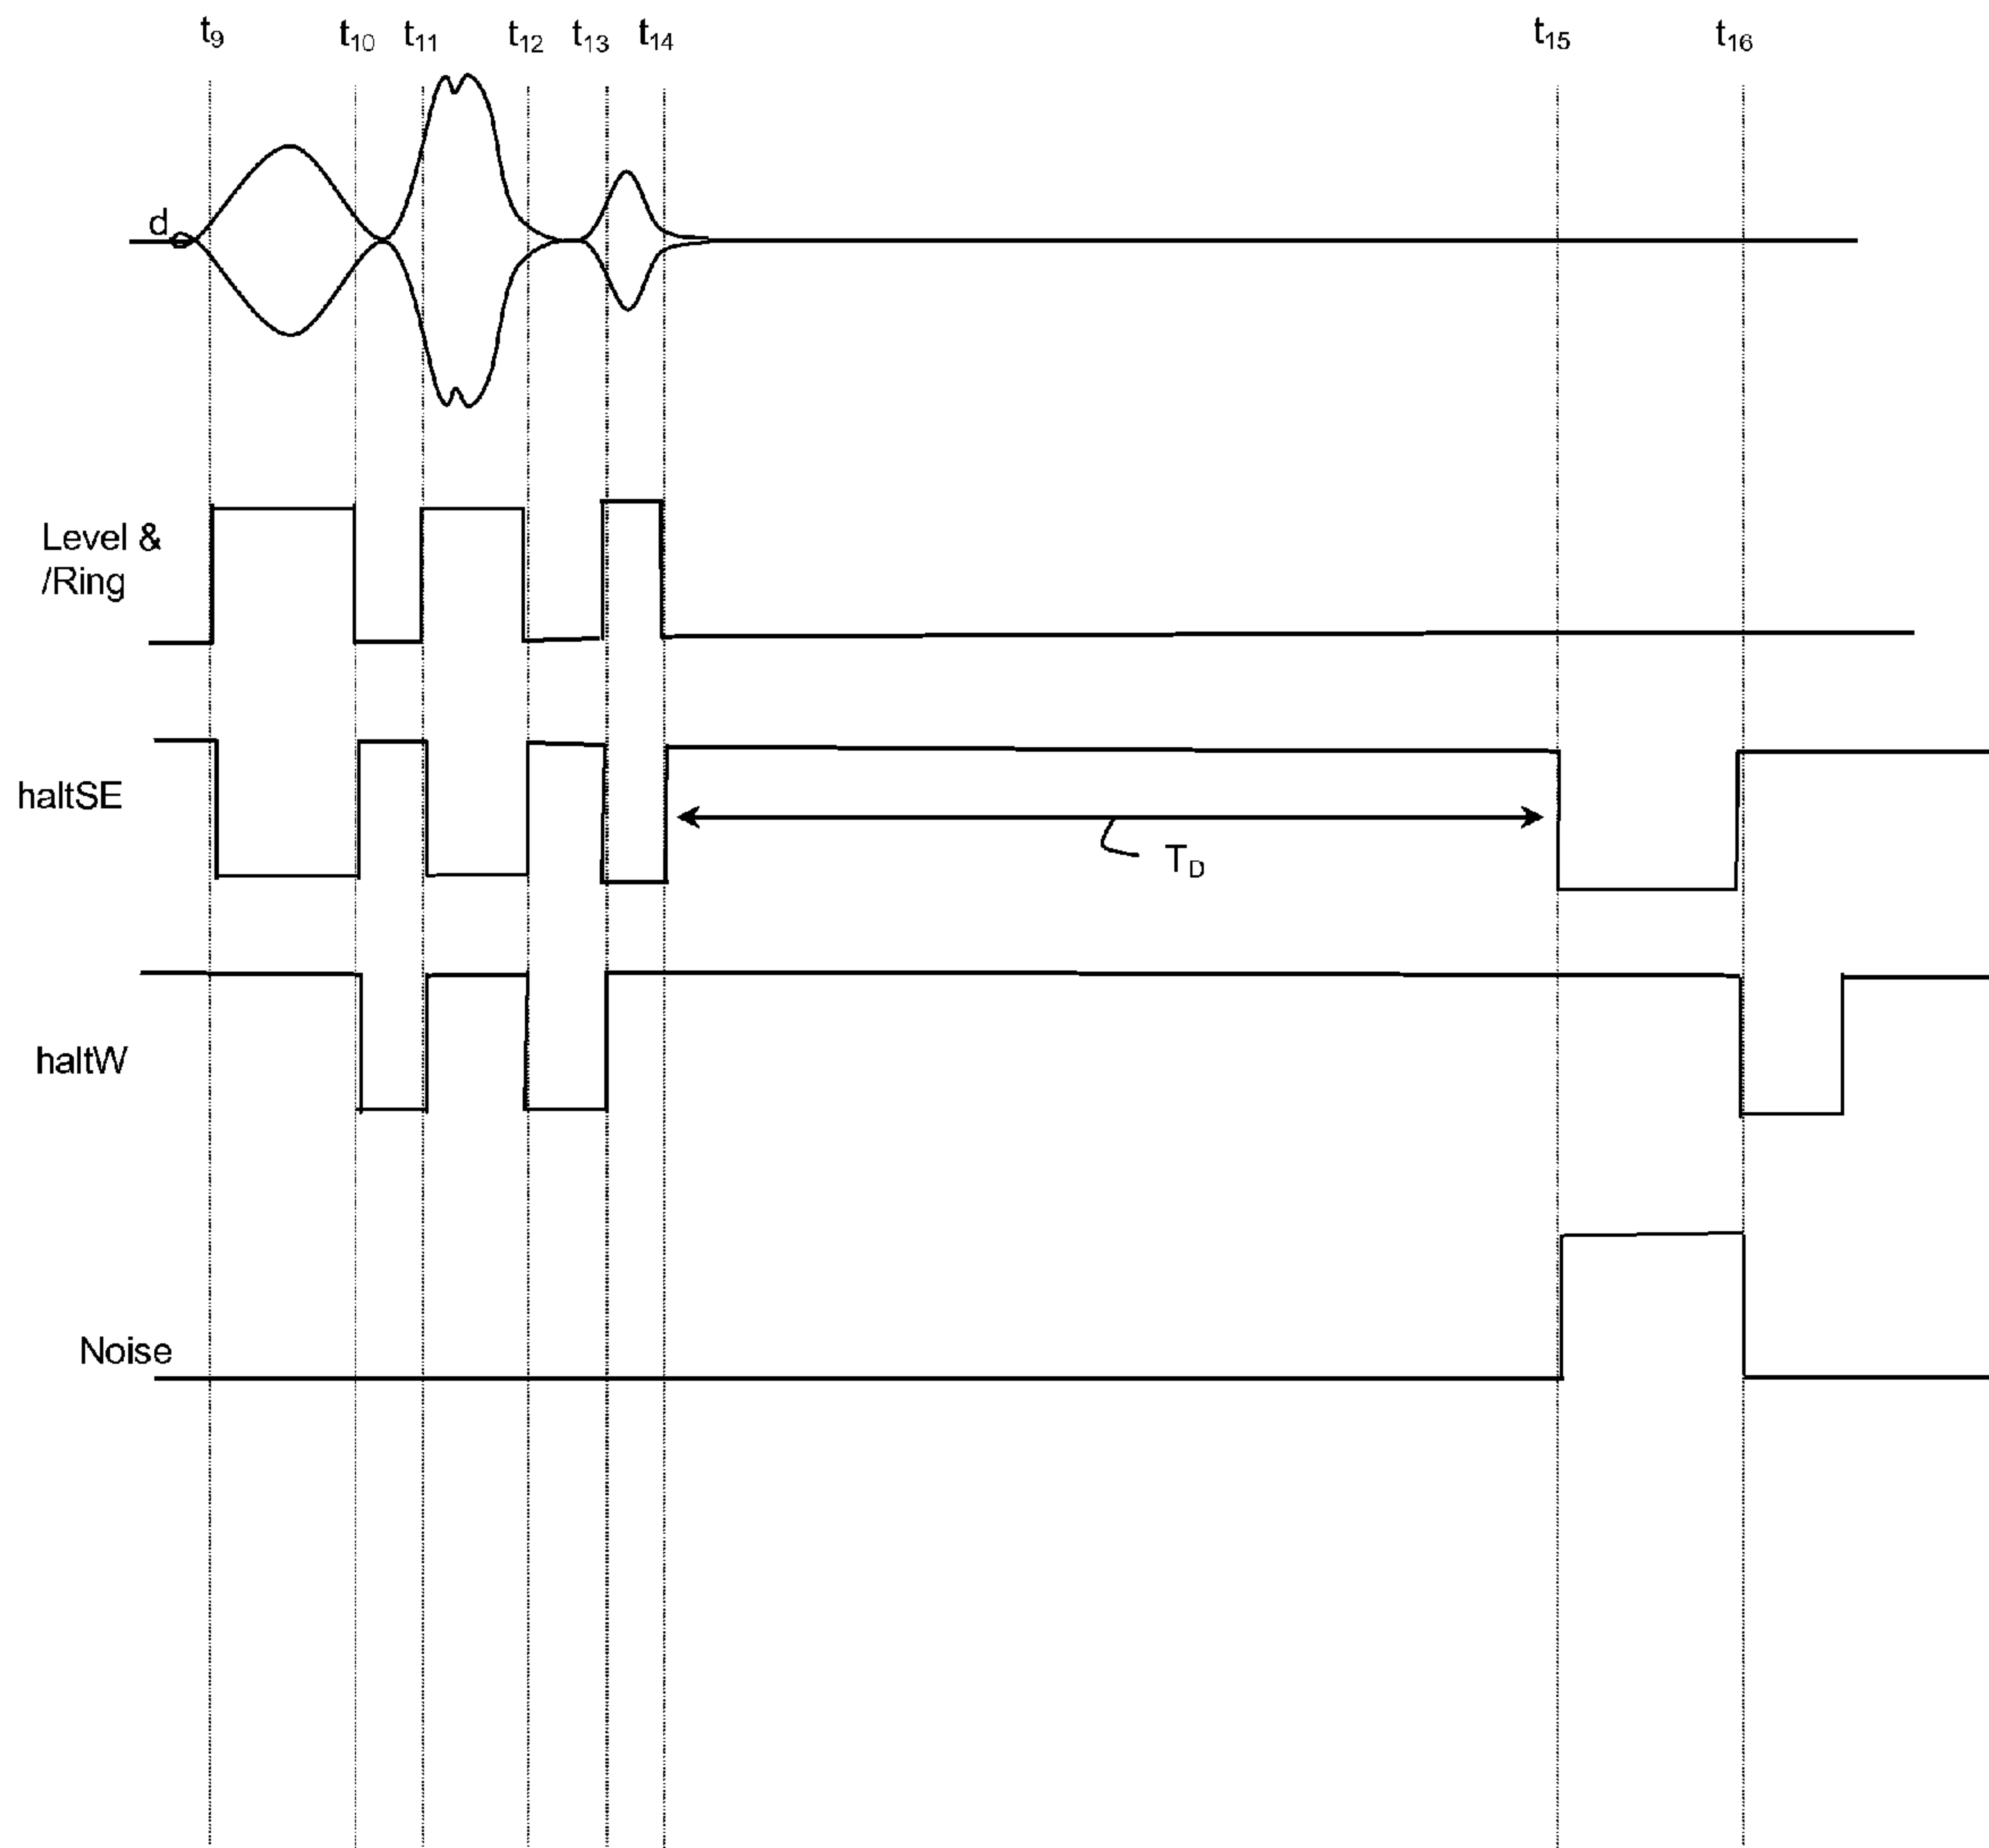 t9 t10 t11 t12 t13 t14 t15 t16
d
Level &
/Ring
haltSE
TD
haltW
Noise